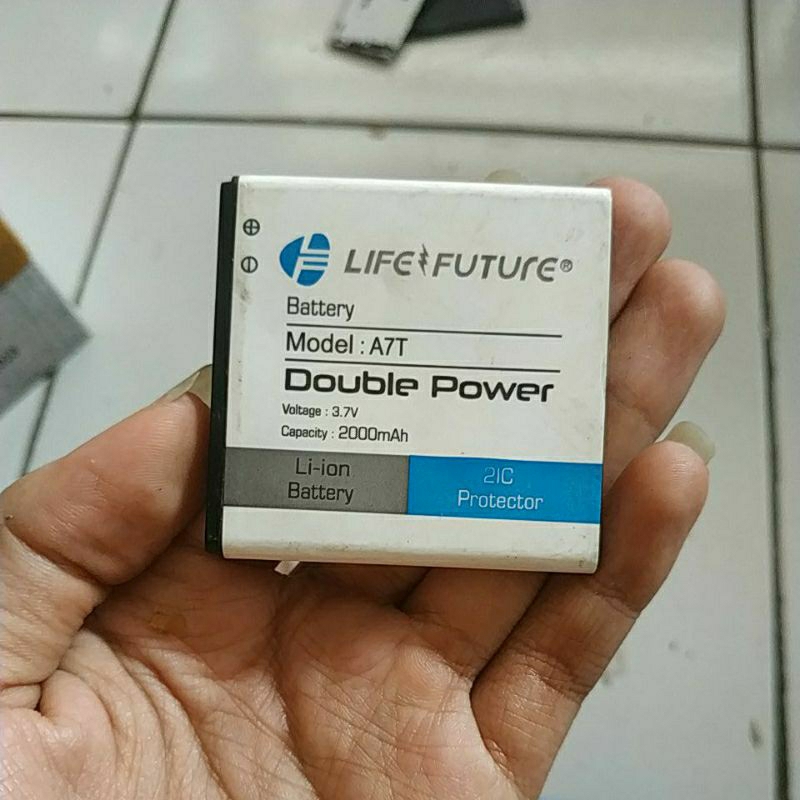 LIFE FUTURE®
Battery
Model : A7T
Double Power
Voltage : 3.7V
Capacity : 2000mAh
Li-ion
Battery
2IC
Protector